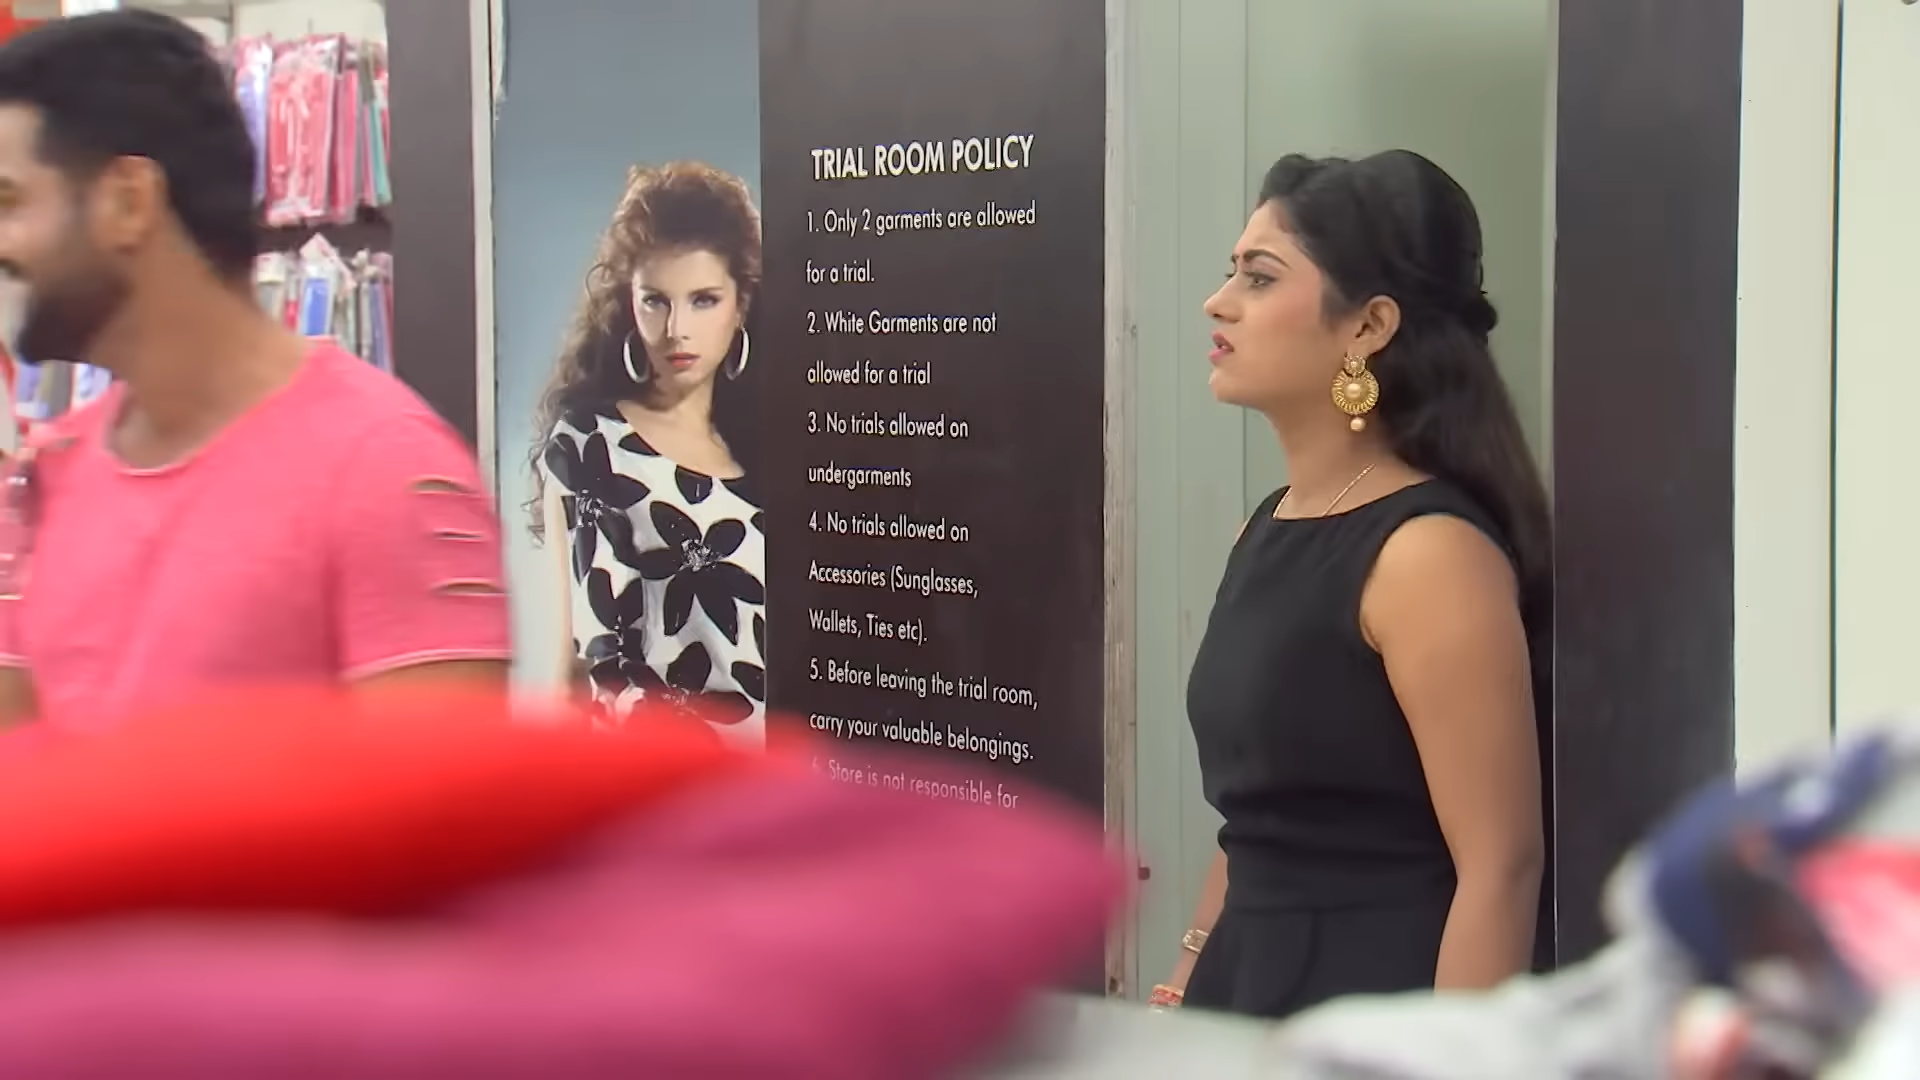 TRIAL ROOM POLICY
1. Only 2 garments are allowed
for a trial.
2. White Garments are not
allowed for a trial
3. No trials allowed on
undergarments
4. No trials allowed on
Accessories (Sunglasses,
Wallets, Ties etc).
5. Before leaving the trial room,
carry your valuable belongings.
6. Store is not responsible for